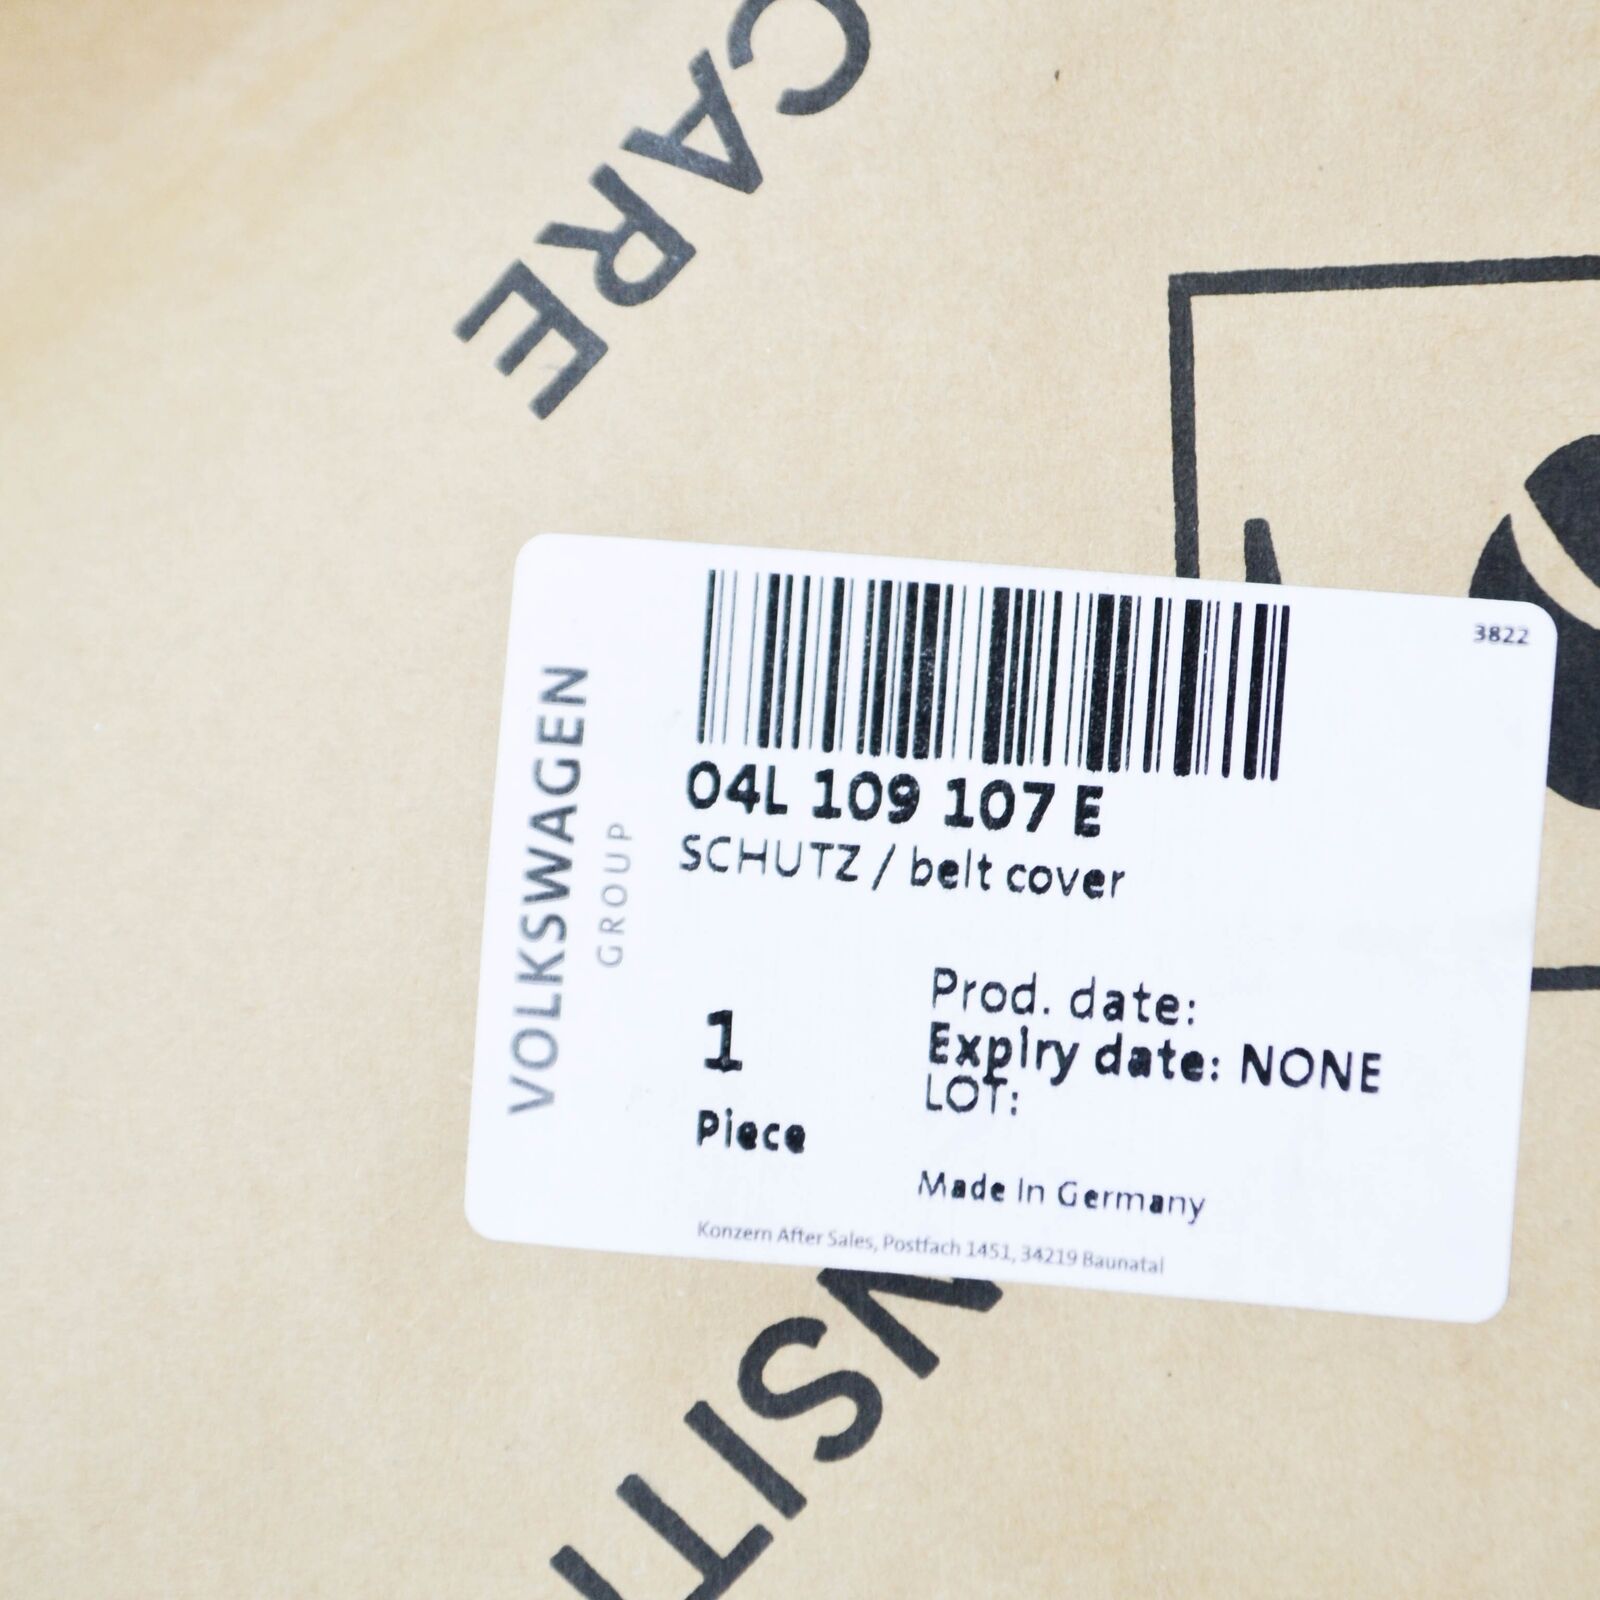 CARE
VOLKSWAGEN
GROUP
3822
04L 109 107 E
SCHUTZ / belt cover
1
Piece
Prod. date:
Expiry date: NONE
LOT:
Made in Germany
Konzern After Sales, Postfach 1451, 34219 Baunatal